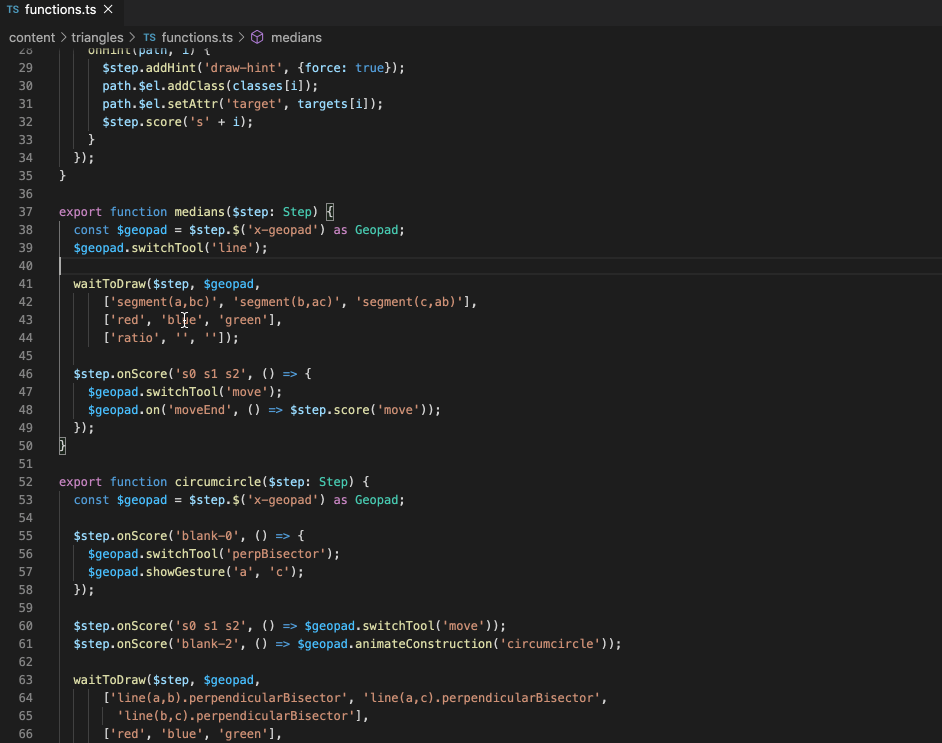 TS functions.ts ×
content > triangles > TS functions.ts > medians
28 onHint(path, i) {
29 $step.addHint('draw-hint', {force: true});
30 path.$el.addClass(classes[i]);
31 path.$el.setAttr('target', targets[i]);
32 $step.score('s' + i);
33 }
34 });
35 }
36
37 export function medians($step: Step) {
38 const $geopad = $step.$('x-geopad') as Geopad;
39 $geopad.switchTool('line');
40
41 waitToDraw($step, $geopad,
42 ['segment(a,bc)', 'segment(b,ac)', 'segment(c,ab)'],
43 ['red', 'blue', 'green'],
44 ['ratio', '', '']);
45
46 $step.onScore('s0 s1 s2', () => {
47 $geopad.switchTool('move');
48 $geopad.on('moveEnd', () => $step.score('move'));
49 });
50 }
51
52 export function circumcircle($step: Step) {
53 const $geopad = $step.$('x-geopad') as Geopad;
54
55 $step.onScore('blank-0', () => {
56 $geopad.switchTool('perpBisector');
57 $geopad.showGesture('a', 'c');
58 });
59
60 $step.onScore('s0 s1 s2', () => $geopad.switchTool('move'));
61 $step.onScore('blank-2', () => $geopad.animateConstruction('circumcircle'));
62
63 waitToDraw($step, $geopad,
64 ['line(a,b).perpendicularBisector', 'line(a,c).perpendicularBisector',
65 'line(b,c).perpendicularBisector'],
66 ['red', 'blue', 'green'],